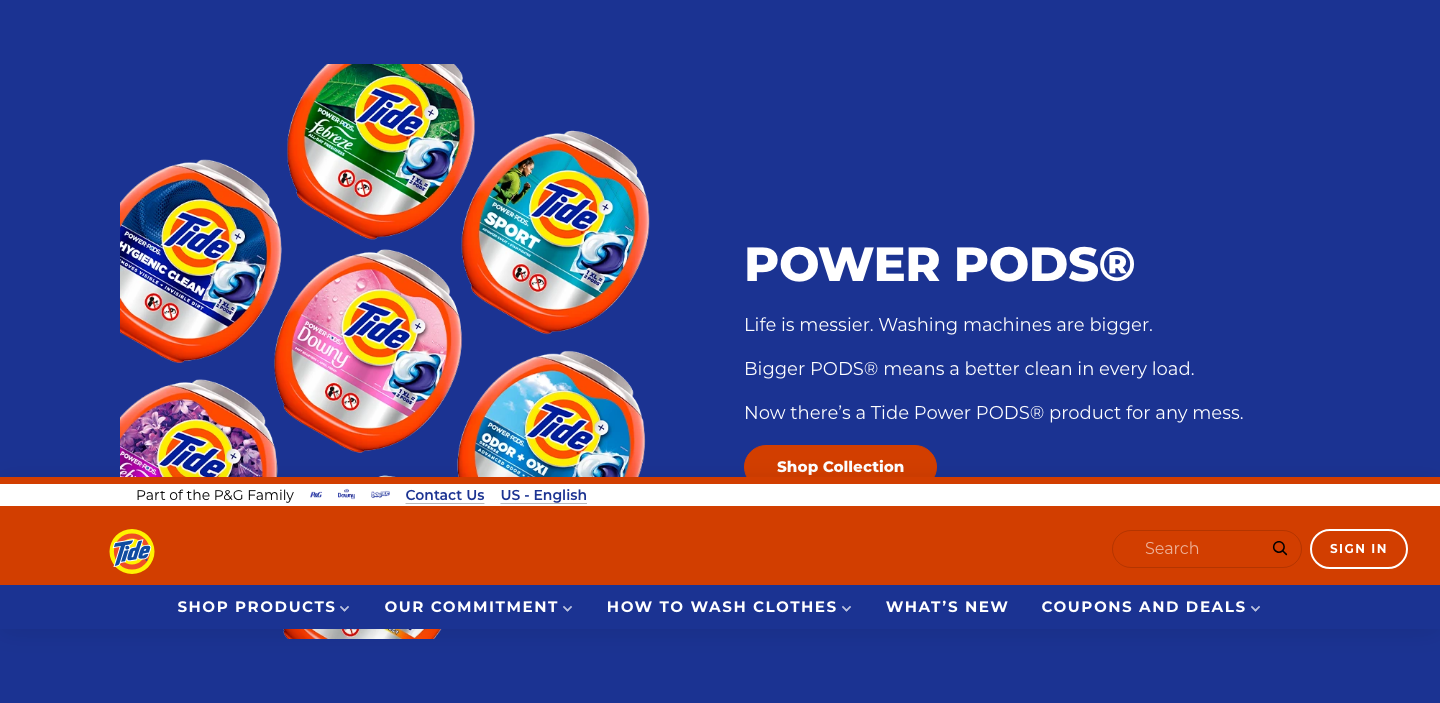 Tide
POWER PODS
febreze
Tide
POWER PODS
SPORT
Tide
POWER PODS
HYGIENIC CLEAN
Tide
POWER PODS
Downy
Tide
POWER PODS
Tide
POWER PODS
ODOR + OXI
POWER PODS®
Life is messier. Washing machines are bigger.
Bigger PODS® means a better clean in every load.
Now there's a Tide Power PODS® product for any mess.
Shop Collection
Part of the P&G Family P&G Downy Contact Us US - English
Tide Search SIGN IN
SHOP PRODUCTS OUR COMMITMENT HOW TO WASH CLOTHES WHAT'S NEW COUPONS AND DEALS